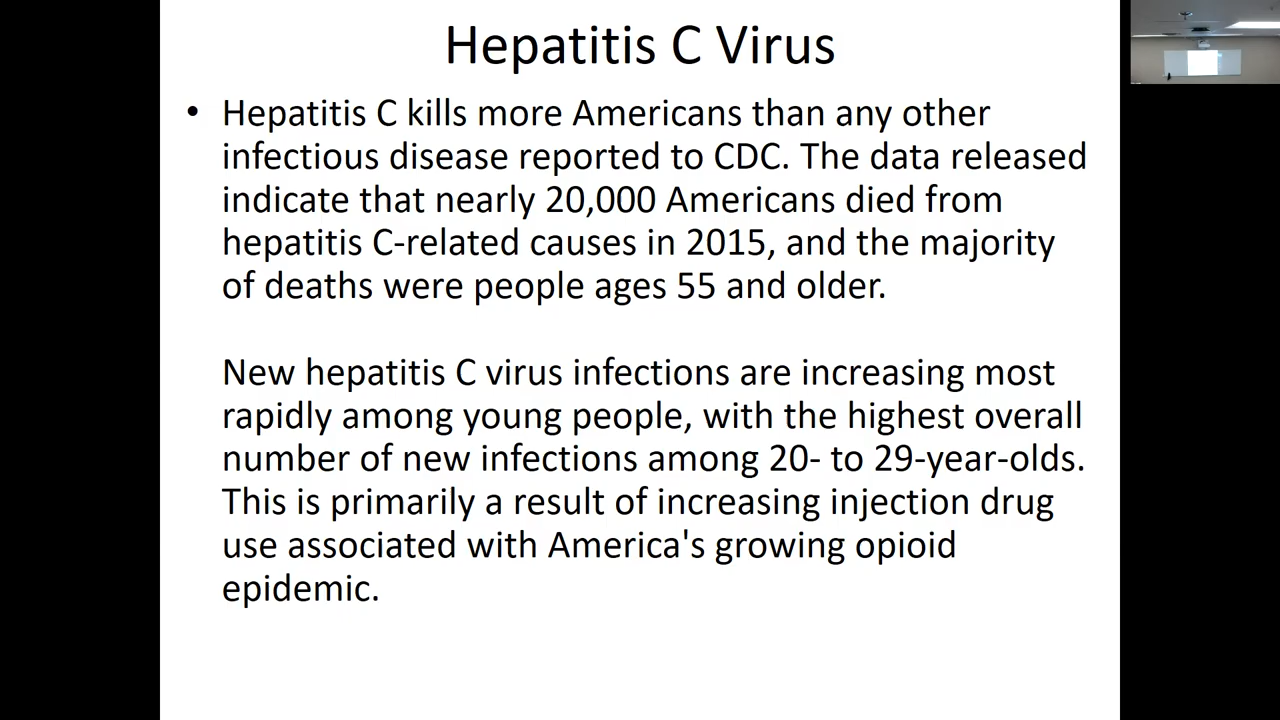 Hepatitis C Virus
• Hepatitis C kills more Americans than any other
infectious disease reported to CDC. The data released
indicate that nearly 20,000 Americans died from
hepatitis C-related causes in 2015, and the majority
of deaths were people ages 55 and older.
New hepatitis C virus infections are increasing most
rapidly among young people, with the highest overall
number of new infections among 20- to 29-year-olds.
This is primarily a result of increasing injection drug
use associated with America's growing opioid
epidemic.